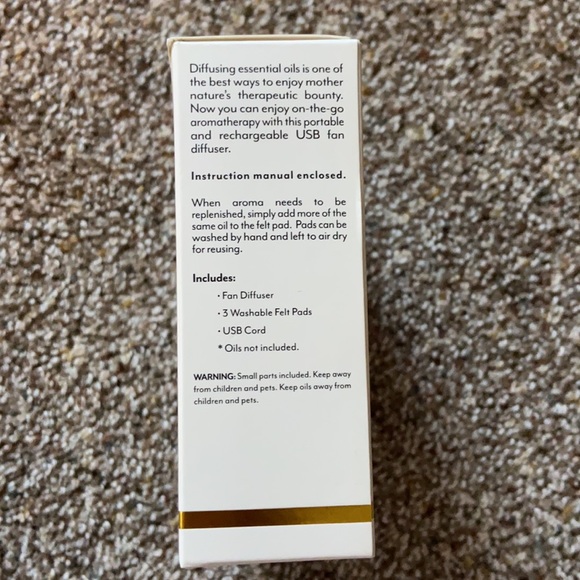 Diffusing essential oils is one of
the best ways to enjoy mother
nature's therapeutic bounty.
Now you can enjoy on-the-go
aromatherapy with this portable
and rechargeable USB fan
diffuser.
Instruction manual enclosed.
When aroma needs to be
replenished, simply add more of the
same oil to the felt pad. Pads can be
washed by hand and left to air dry
for reusing.
Includes:
• Fan Diffuser
• 3 Washable Felt Pads
• USB Cord
* Oils not included.
WARNING: Small parts included. Keep away
from children and pets. Keep oils away from
children and pets.